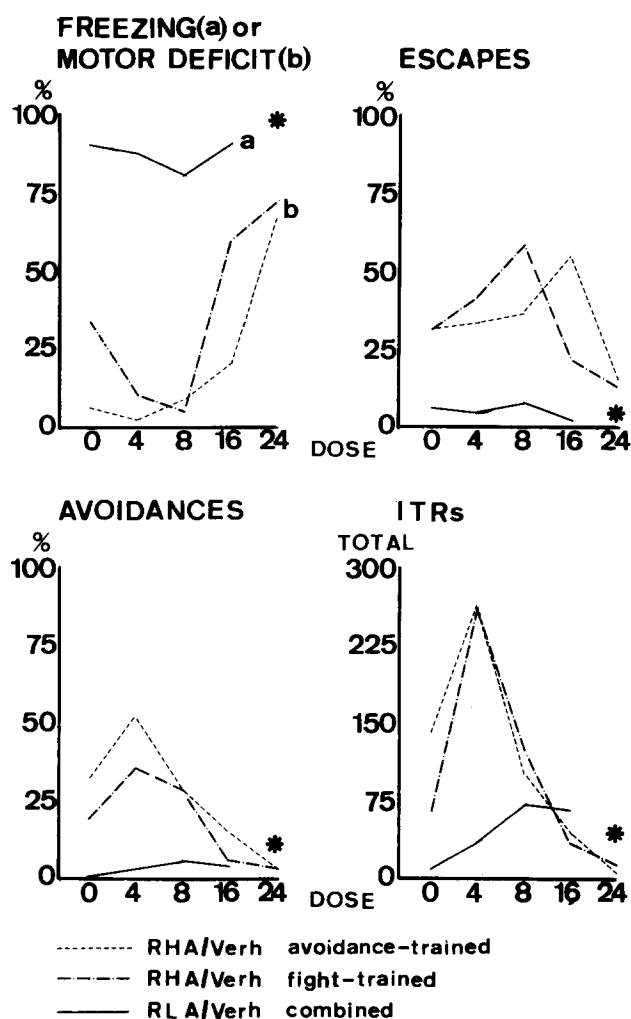 FREEZING(a) or
MOTOR DEFICIT(b)
%
100
75
50
25
0
a
b
*
0 4 8 16 24
DOSE
ESCAPES
%
100
75
50
25
0
*
0 4 8 16 24
AVOIDANCES
%
100
75
50
25
0
*
0 4 8 16 24
DOSE
ITRs
TOTAL
300
225
150
75
0
*
0 4 8 16 24
RHA/Verh avoidance-trained
RHA/Verh fight-trained
RLA/Verh combined